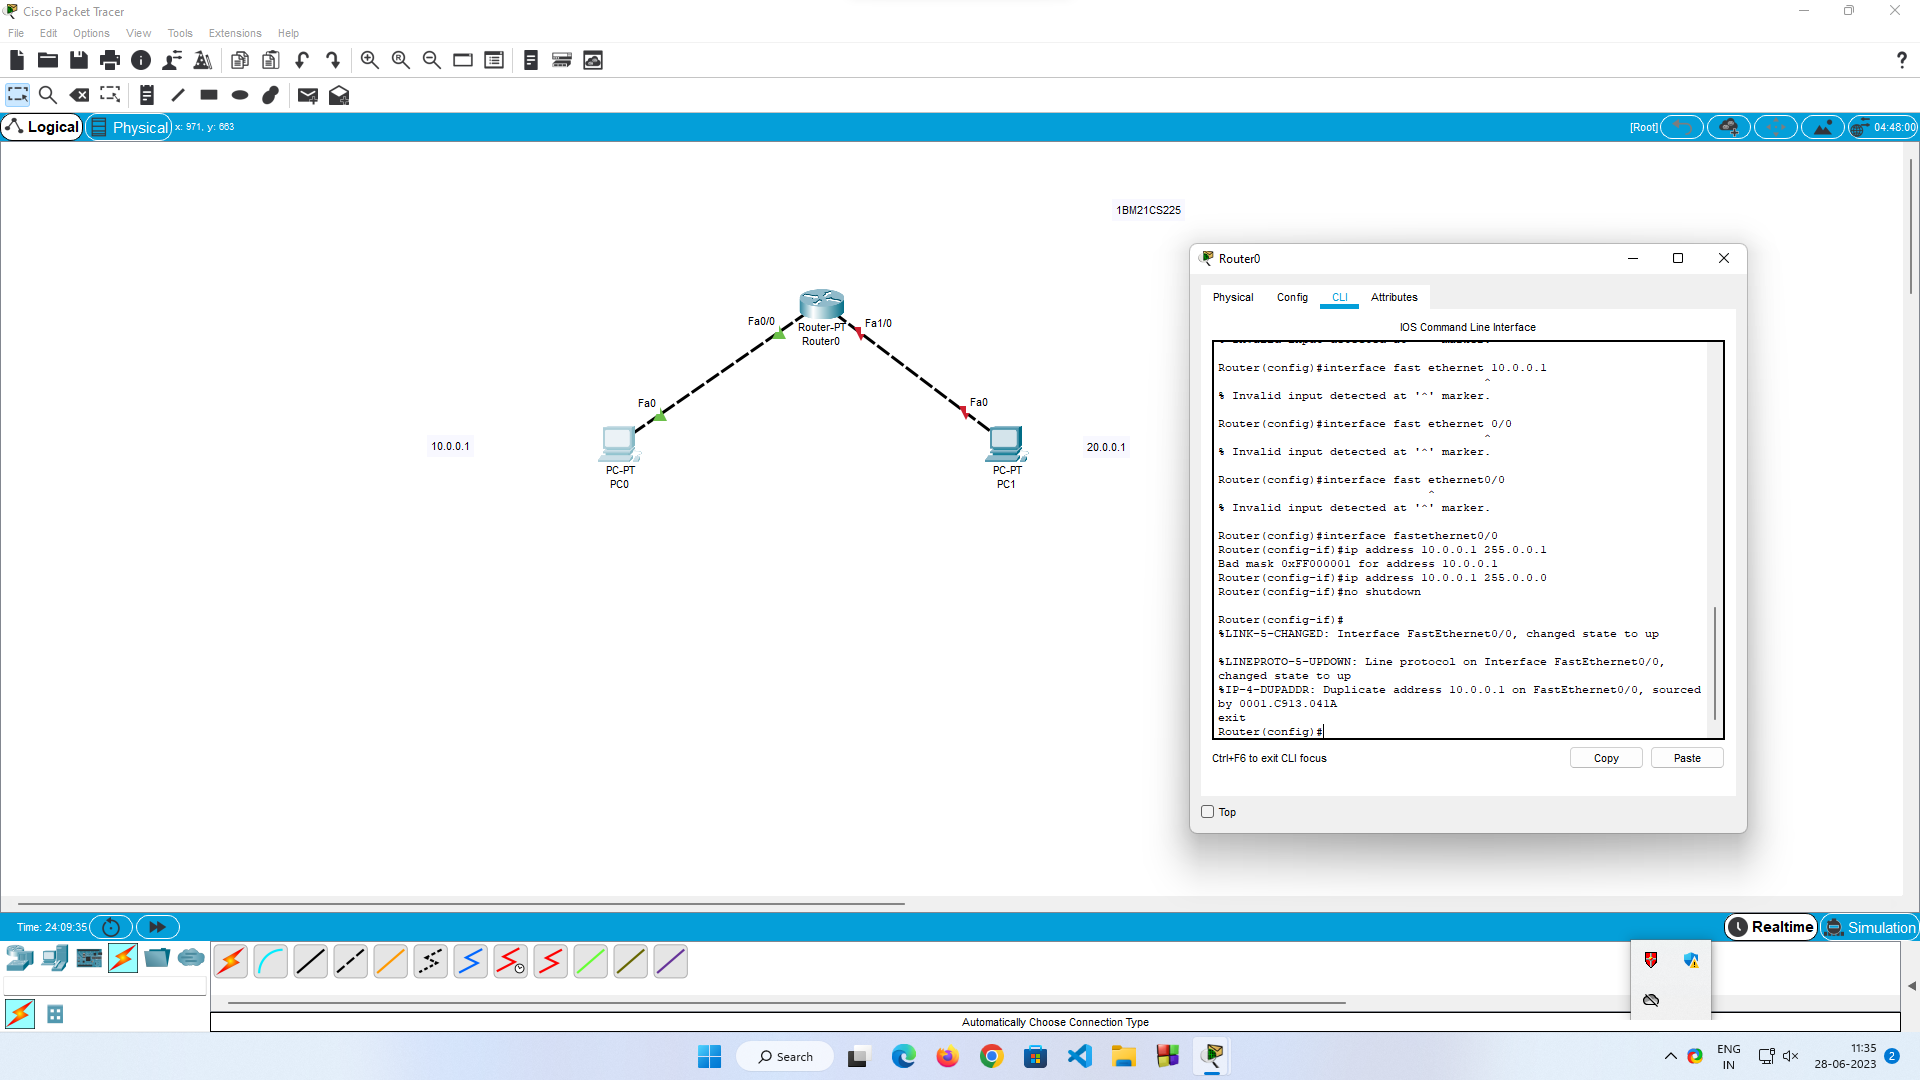 Cisco Packet Tracer
File Edit Options View Tools Extensions Help
Logical
Physical
x: 971, y: 663
[Root]
04:48:00
1BM21CS225
Fa0/0
Fa1/0
Router-PT
Router0
Fa0
Fa0
10.0.0.1
20.0.0.1
PC-PT
PC0
PC-PT
PC1
Router0
Physical Config CLI Attributes
IOS Command Line Interface
% Invalid input detected at '^' marker.
Router(config)#interface fast ethernet 10.0.0.1
^
% Invalid input detected at '^' marker.
Router(config)#interface fast ethernet 0/0
^
% Invalid input detected at '^' marker.
Router(config)#interface fast ethernet0/0
^
% Invalid input detected at '^' marker.
Router(config)#interface fastethernet0/0
Router(config-if)#ip address 10.0.0.1 255.0.0.1
Bad mask 0xFF000001 for address 10.0.0.1
Router(config-if)#ip address 10.0.0.1 255.0.0.0
Router(config-if)#no shutdown
Router(config-if)#
%LINK-5-CHANGED: Interface FastEthernet0/0, changed state to up
%LINEPROTO-5-UPDOWN: Line protocol on Interface FastEthernet0/0,
changed state to up
%IP-4-DUPADDR: Duplicate address 10.0.0.1 on FastEthernet0/0, sourced
by 0001.C913.041A
exit
Router(config)#
Ctrl+F6 to exit CLI focus
Copy
Paste
Top
Time: 24:09:35
Realtime
Simulation
Automatically Choose Connection Type
Search
ENG
IN
11:35
28-06-2023
2